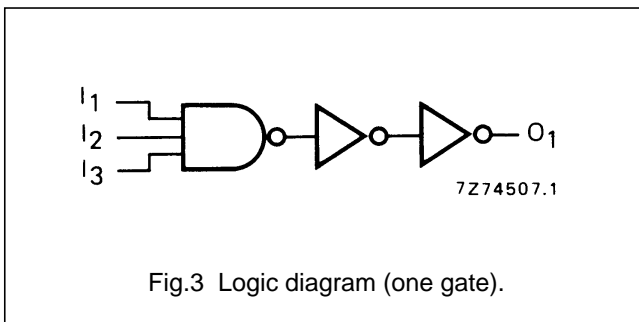 I1
I2
I3
O1
7Z74507.1
Fig.3 Logic diagram (one gate).